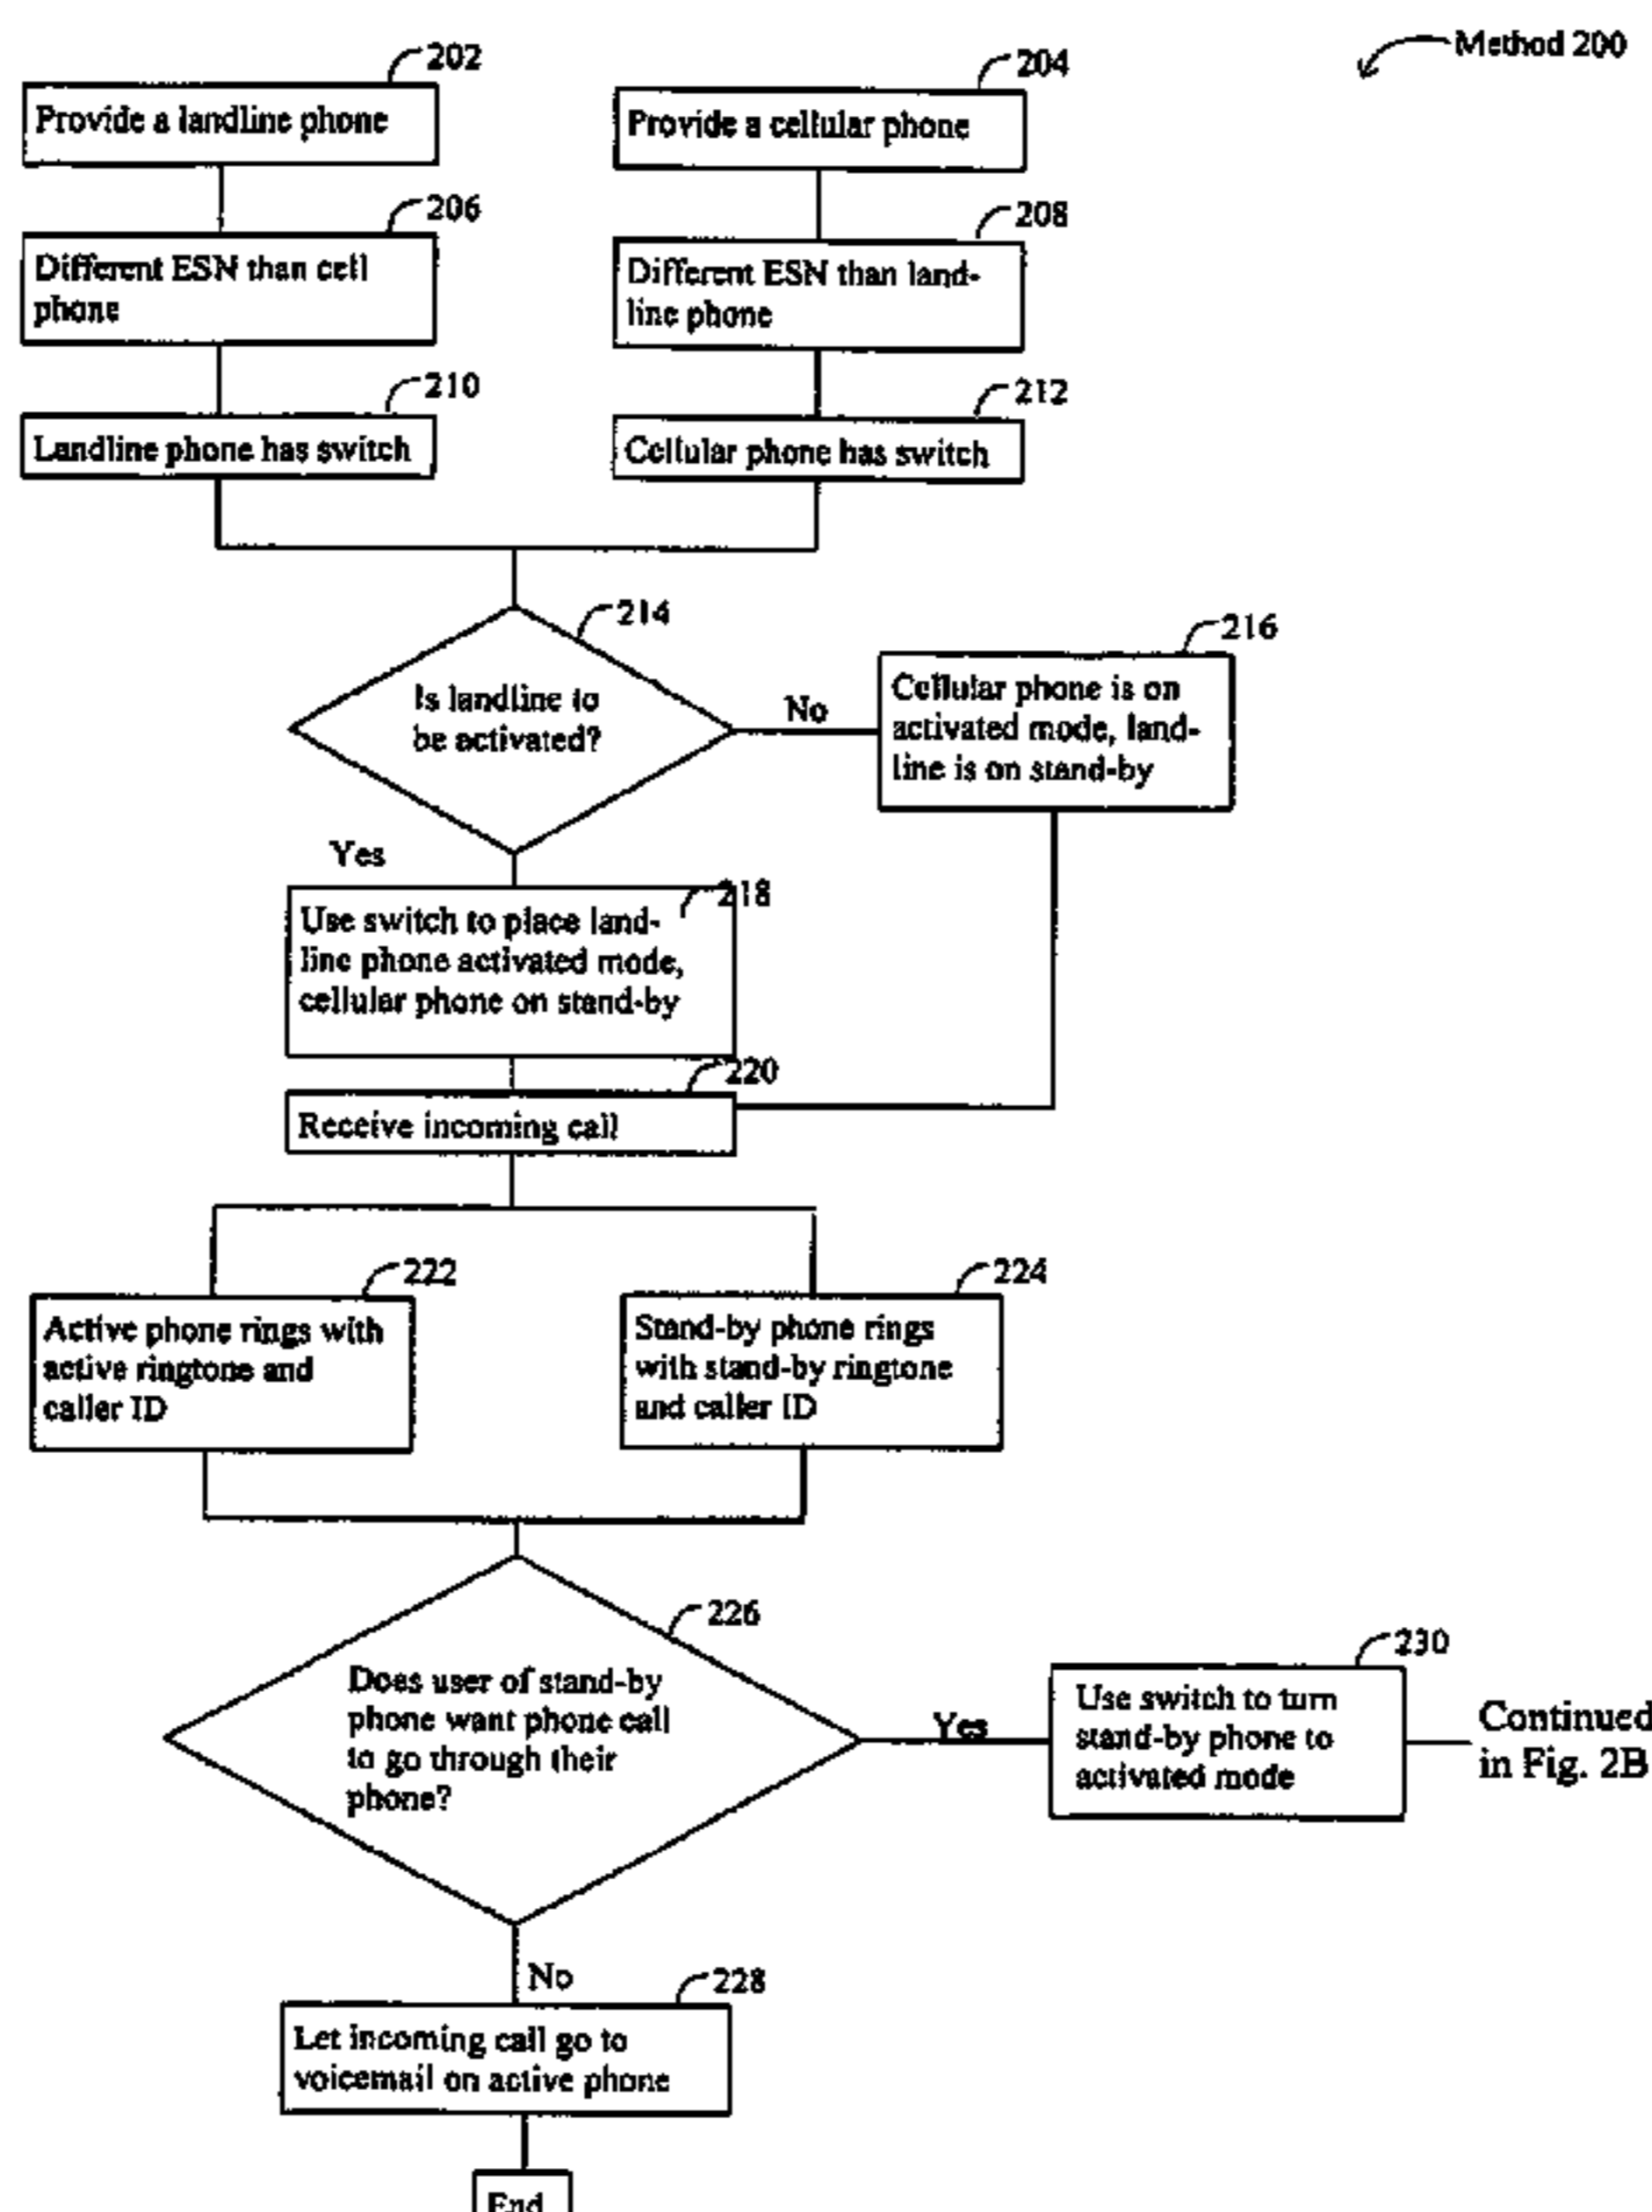 Method 200
202
Provide a landline phone
204
Provide a cellular phone
206
Different ESN than cell
phone
208
Different ESN than land-
line phone
210
Landline phone has switch
212
Cellular phone has switch
214
Is landline to
be activated?
No
216
Cellular phone is on
activated mode, land-
line is on stand-by
Yes
218
Use switch to place land-
line phone activated mode,
cellular phone on stand-by
220
Receive incoming call
222
Active phone rings with
active ringtone and
caller ID
224
Stand-by phone rings
with stand-by ringtone
and caller ID
226
Does user of stand-by
phone want phone call
to go through their
phone?
Yes
230
Use switch to turn
stand-by phone to
activated mode
Continued
in Fig. 2B
No
228
Let incoming call go to
voicemail on active phone
End